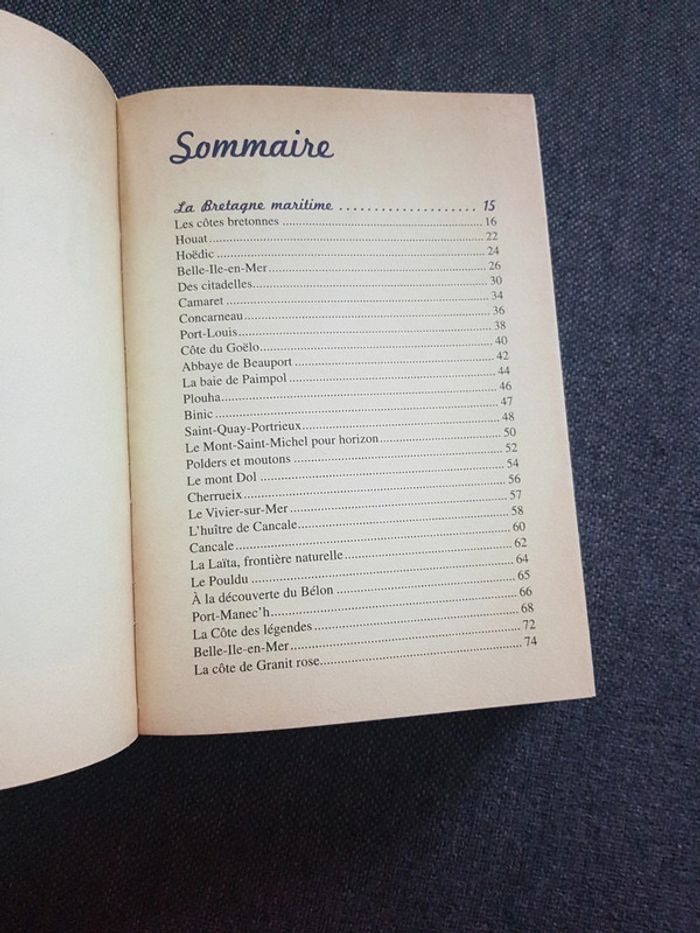 Sommaire
La Bretagne maritime .................... 15
Les côtes bretonnes ........................ 16
Houat ........................ 22
Hoëdic ........................ 24
Belle-Ile-en-Mer ........................ 26
Des citadelles ........................ 30
Camaret ........................ 34
Concarneau ........................ 36
Port-Louis ........................ 38
Côte du Goëlo ........................ 40
Abbaye de Beauport ........................ 42
La baie de Paimpol ........................ 44
Plouha ........................ 46
Binic ........................ 47
Saint-Quay-Portrieux ........................ 48
Le Mont-Saint-Michel pour horizon ........................ 50
Polders et moutons ........................ 52
Le mont Dol ........................ 54
Cherrueix ........................ 56
Le Vivier-sur-Mer ........................ 57
L'huître de Cancale ........................ 58
Cancale ........................ 60
La Laïta, frontière naturelle ........................ 62
Le Pouldu ........................ 64
À la découverte du Bélon ........................ 65
Port-Manec'h ........................ 66
La Côte des légendes ........................ 68
Belle-Ile-en-Mer ........................ 72
La côte de Granit rose ........................ 74